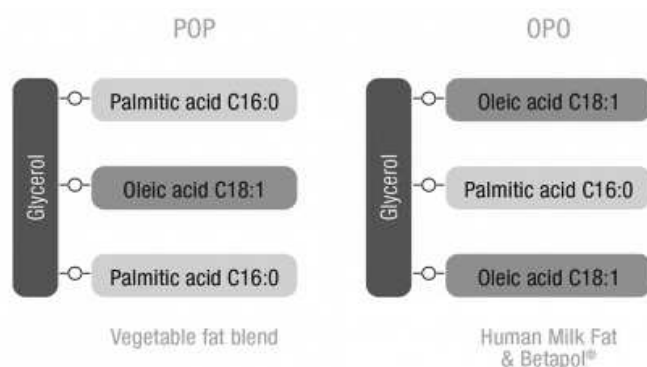 POP
Glycerol
Palmitic acid C16:0
Oleic acid C18:1
Palmitic acid C16:0
Vegetable fat blend
OPO
Glycerol
Oleic acid C18:1
Palmitic acid C16:0
Oleic acid C18:1
Human Milk Fat
& Betapol®